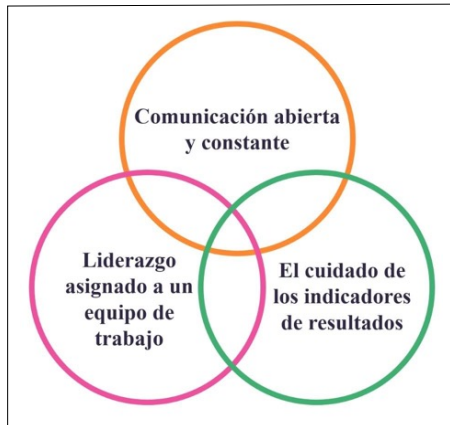 Comunicación abierta
y constante
Liderazgo
asignado a un
equipo de
trabajo
El cuidado de
los indicadores
de resultados